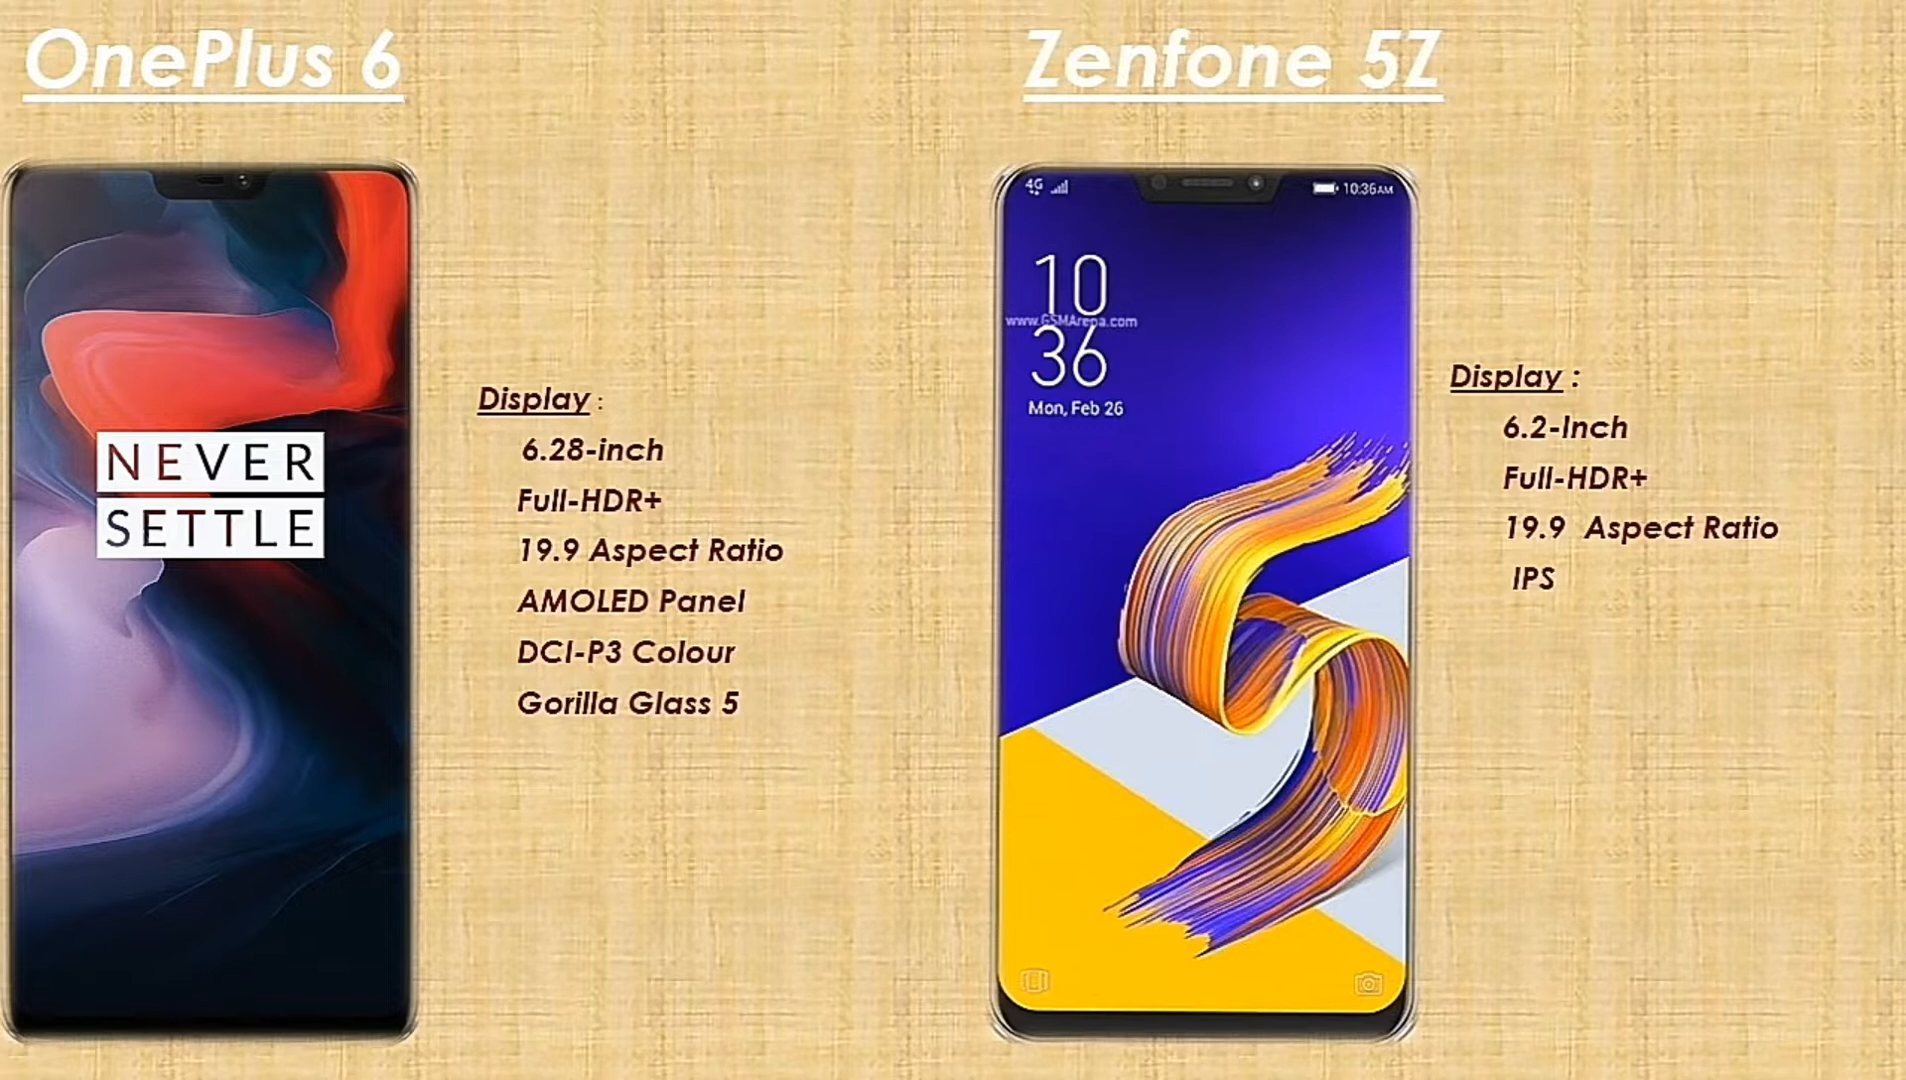 OnePlus 6
Zenfone 5Z
NEVER
SETTLE
Display :
6.28-inch
Full-HDR+
19.9 Aspect Ratio
AMOLED Panel
DCI-P3 Colour
Gorilla Glass 5
4G
10:36AM
10
www.GSMArena.com
36
Mon, Feb 26
Display :
6.2-Inch
Full-HDR+
19.9 Aspect Ratio
IPS